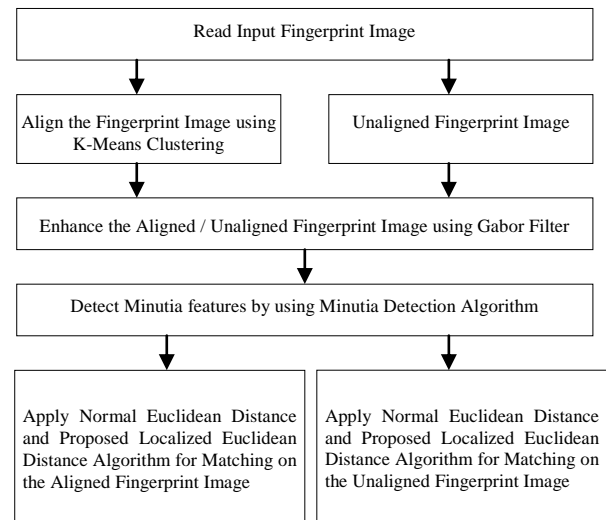 Read Input Fingerprint Image
Align the Fingerprint Image using
K-Means Clustering
Unaligned Fingerprint Image
Enhance the Aligned / Unaligned Fingerprint Image using Gabor Filter
Detect Minutia features by using Minutia Detection Algorithm
Apply Normal Euclidean Distance
and Proposed Localized Euclidean
Distance Algorithm for Matching on
the Aligned Fingerprint Image
Apply Normal Euclidean Distance
and Proposed Localized Euclidean
Distance Algorithm for Matching on
the Unaligned Fingerprint Image